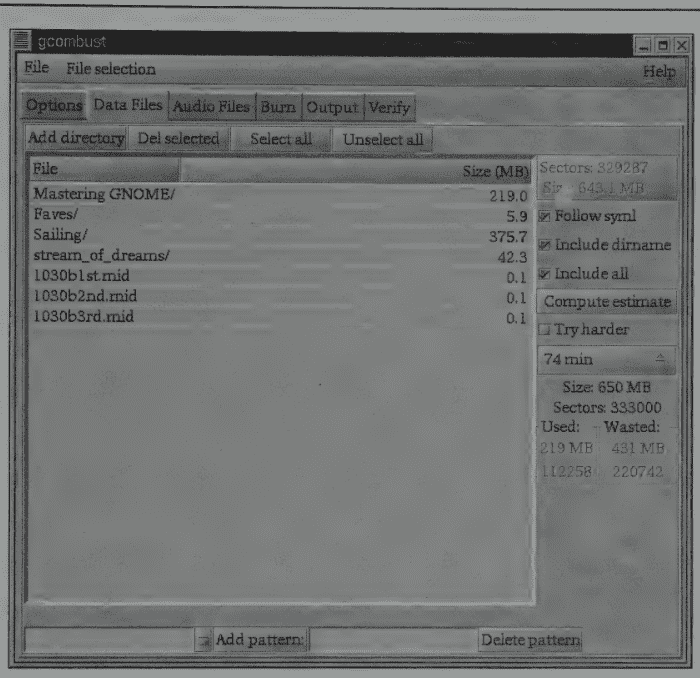 gcombust
File File selection Help
Options Data Files Audio Files Burn Output Verify
Add directory Del selected Select all Unselect all
File Size (MB)
Mastering GNOME/ 219.0
Faves/ 5.9
Sailing/ 375.7
stream_of_dreams/ 42.3
1030b1st.mid 0.1
1030b2nd.mid 0.1
1030b3rd.mid 0.1
Sectors: 329287
643.1 MB
Follow syml
Include dirname
Include all
Compute estimate
Try harder
74 min
Size: 650 MB
Sectors: 333000
Used: Wasted:
219 MB 431 MB
112258 220742
Add pattern: Delete pattern